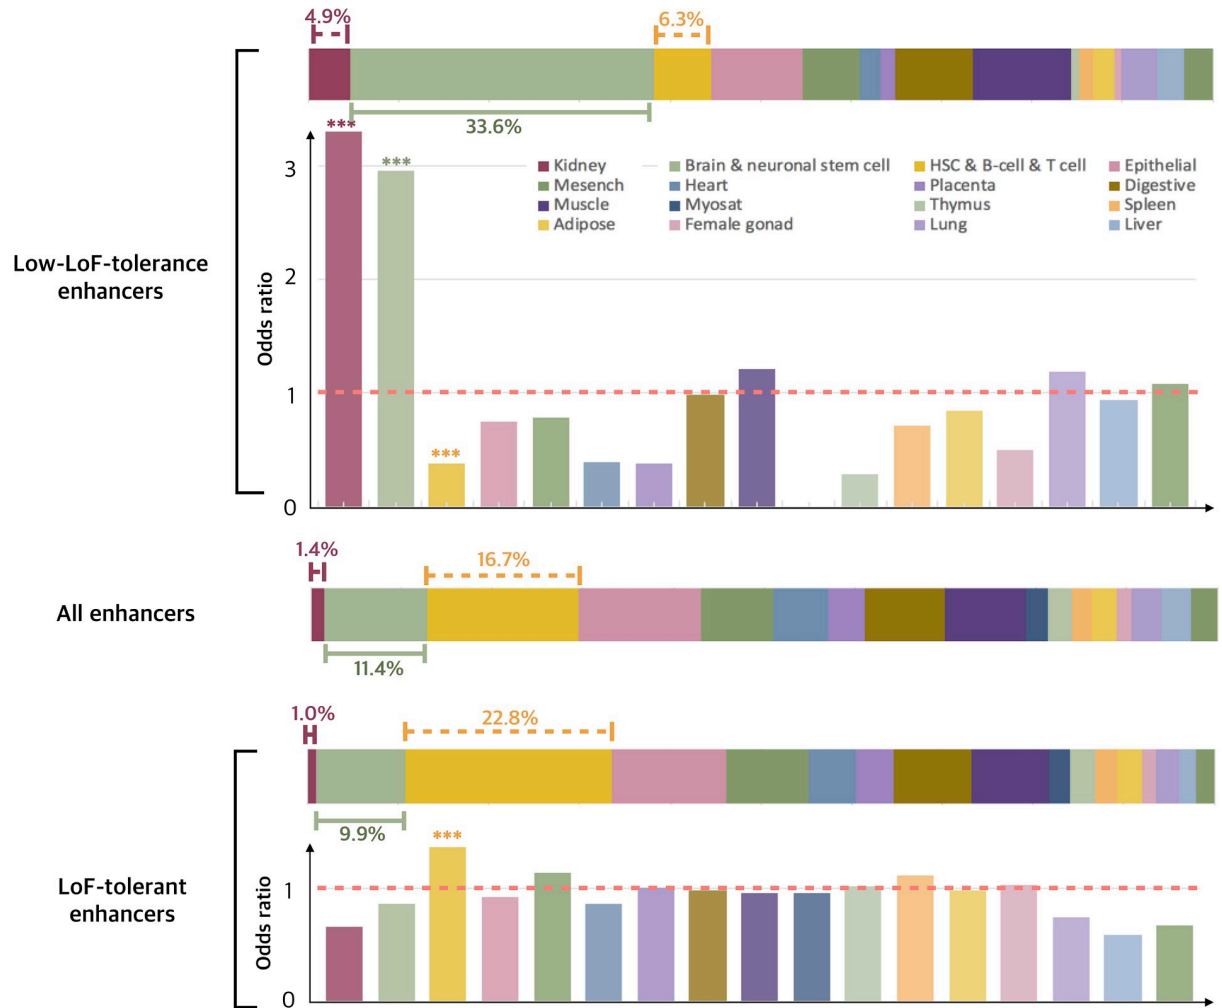 4.9%
6.3%
33.6%
***
***
3
Kidney
Brain & neuronal stem cell
HSC & B-cell & T cell
Epithelial
Mesench
Heart
Placenta
Digestive
Muscle
Myosat
Thymus
Spleen
Adipose
Female gonad
Lung
Liver
Low-LoF-tolerance
enhancers
Odds ratio
2
1
***
0
1.4%
16.7%
All enhancers
11.4%
1.0%
22.8%
9.9%
***
LoF-tolerant
enhancers
Odds ratio
1
0